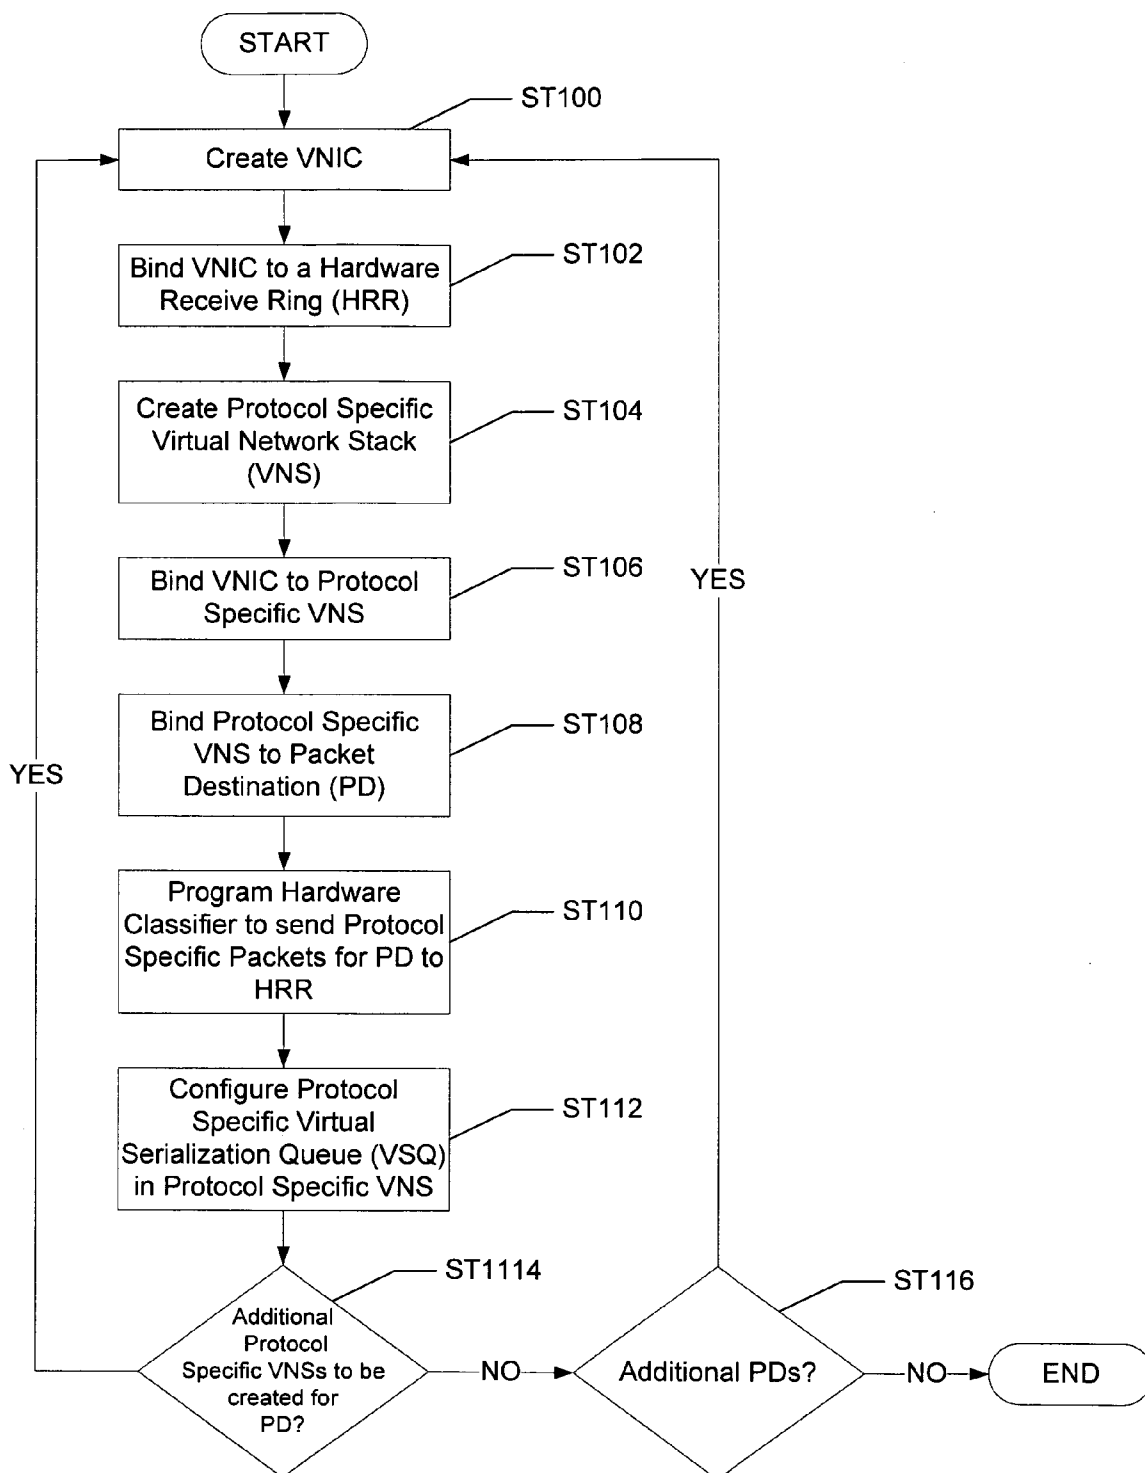 START
ST100
Create VNIC
ST102
Bind VNIC to a Hardware
Receive Ring (HRR)
ST104
Create Protocol Specific
Virtual Network Stack
(VNS)
ST106
Bind VNIC to Protocol
Specific VNS
YES
ST108
Bind Protocol Specific
VNS to Packet
Destination (PD)
YES
ST110
Program Hardware
Classifier to send Protocol
Specific Packets for PD to
HRR
ST112
Configure Protocol
Specific Virtual
Serialization Queue (VSQ)
in Protocol Specific VNS
ST1114
Additional
Protocol
Specific VNSs to be
created for
PD?
NO
ST116
Additional PDs?
NO
END